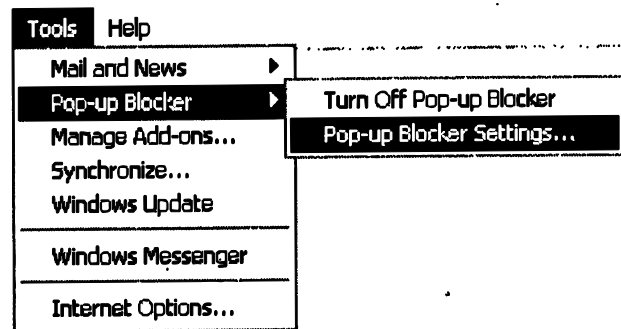 Tools Help
Mail and News
Pop-up Blocker
Turn Off Pop-up Blocker
Manage Add-ons...
Pop-up Blocker Settings...
Synchronize...
Windows Update
Windows Messenger
Internet Options...